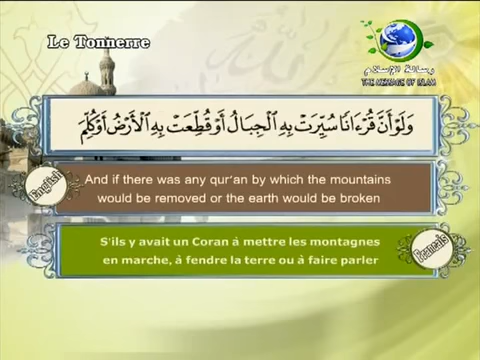 Le Tonnerre
رسالة الإسلام
THE MESSAGE OF ISLAM
وَلَوْ أَنَّ قُرْءَانًا سُيِّرَتْ بِهِ الْجِبَالُ أَوْ قُطِّعَتْ بِهِ الْأَرْضُ أَوْ كُلِّمَ
English
And if there was any qur'an by which the mountains
would be removed or the earth would be broken
S'ils y avait un Coran á mettre les montagnes
en marche, à fendre la terre ou à faire parler
Francais